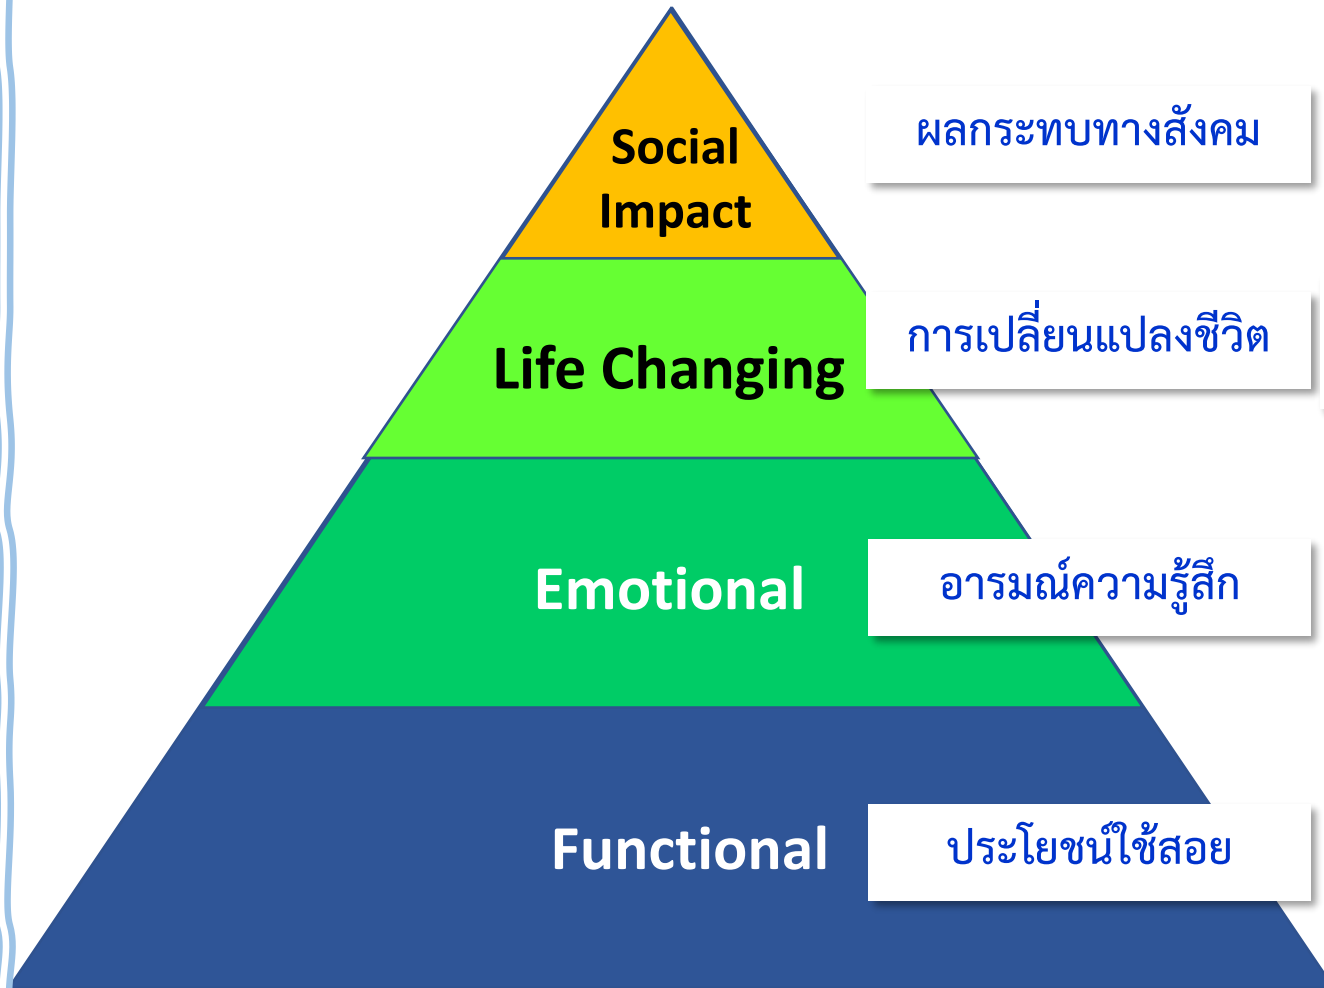 Social
Impact
ผลกระทบทางสังคม
Life Changing
การเปลี่ยนแปลงชีวิต
Emotional
อารมณ์ความรู้สึก
Functional
ประโยชน์ใช้สอย